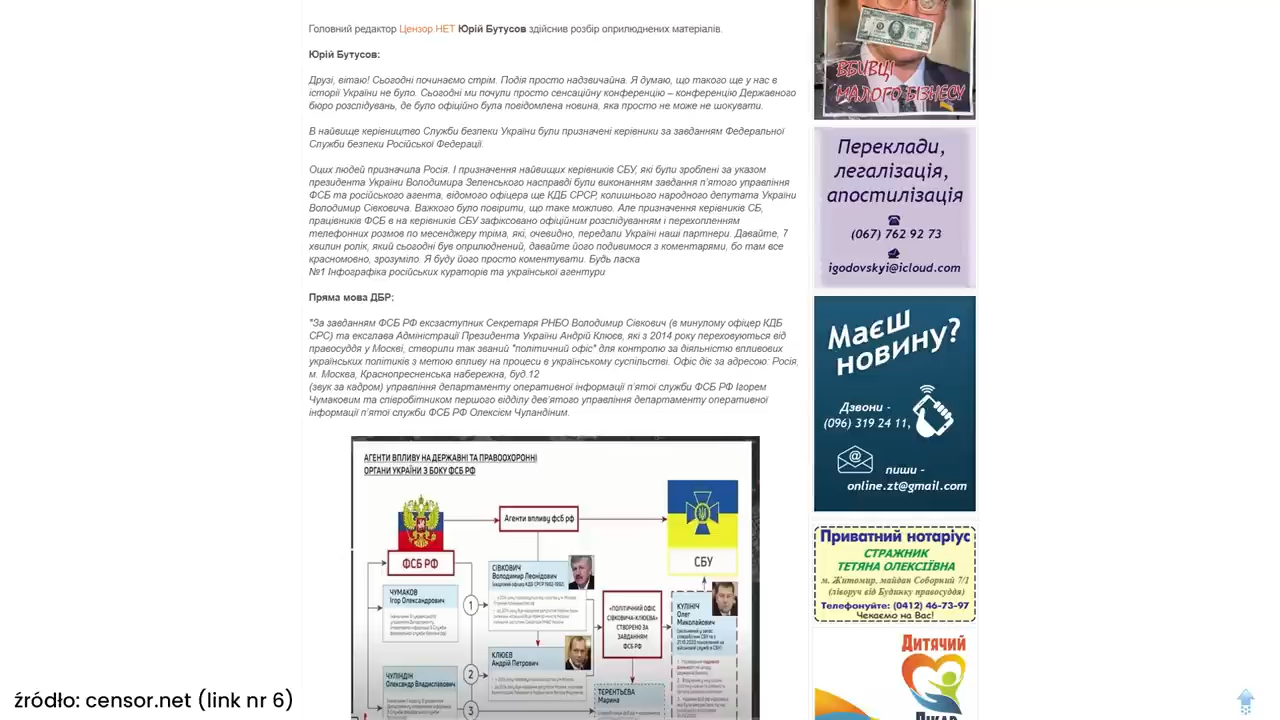 Головний редактор Цензор НЕТ Юрій Бутусов здійснив розбір оприлюднених матеріалів.
Юрій Бутусов:
Друзі, вітаю! Сьогодні починаємо стрім. Подія просто надзвичайна. Я думаю, що такого ще у нас в
історії України не було. Сьогодні ми почули просто сенсаційну конференцію – конференцію Державного
бюро розслідувань, де було офіційно була повідомлена новина, яка просто не може не шокувати.
В найвище керівництво Служби безпеки України були призначені керівники за завданням Федеральної
Служби безпеки Російської Федерації.
Оцих людей призначила Росія. І призначення найвищих керівників СБУ, які були зроблені за указом
президента України Володимира Зеленського насправді були виконанням завдання п'ятого управління
ФСБ та російського агента, відомого офіцера ще КДБ СРСР, колишнього народного депутата України
Володимир Сівковича. Важкого було повірити, що таке можливо. Але призначення керівників СБ,
працівників ФСБ в на керівників СБУ зафіксовано офіційним розслідуванням і перехопленням
телефонних розмов по месенджеру тріма, які, очевидно, передали Україні наші партнери. Давайте, 7
хвилин ролік, який сьогодні був оприлюднений, давайте його подивимося з коментарями, бо там все
красномовно, зрозуміло. Я буду його просто коментувати. Будь ласка
№1 Інфографіка російських кураторів та української агентури
Пряма мова ДБР:
"За завданням ФСБ РФ ексзаступник Секретаря РНБО Володимир Сівкович (в минулому офіцер КДБ
СРС) та ексглава Адміністрації Президента України Андрій Клюєв, які з 2014 року переховуються від
правосуддя у Москві, створили так званий "політичний офіс" для контролю за діяльністю впливових
українських політиків з метою впливу на процеси в українському суспільстві. Офіс діє за адресою: Росія,
м. Москва, Краснопресненська набережна, буд.12
(звук за кадром) управління департаменту оперативної інформації п'ятої служби ФСБ РФ Ігорем
Чумаковим та співробітником першого відділу дев'ятого управління департаменту оперативної
інформації п'ятої служби ФСБ РФ Олексієм Чуландіним.
АГЕНТИ ВПЛИВУ НА ДЕРЖАВНІ ТА ПРАВООХОРОННІ
ОРГАНИ УКРАЇНИ З БОКУ ФСБ РФ
Агенти впливу фсб рф
ФСБ РФ
СБУ
ЧУМАКОВ
Ігор Олександрович
1
СІВКОВИЧ
Володимир Леонідович
«ПОЛІТИЧНИЙ ОФІС
СІВКОВИЧА-КЛЮЄВА»
СТВОРЕНО ЗА
ЗАВДАННЯМ
ФСБ РФ
КУЛІНІЧ
Олег
Миколайович
КЛЮЄВ
Андрій Петрович
ЧУЛІНДІН
Олександр Владиславович
2
3
ТЕРЕНТЬЄВА
Марина
ВБИВЦІ
МАЛОГО БІЗНЕСУ
Переклади,
легалізація,
апостилізація
(067) 762 92 73
igodovskyi@icloud.com
Маєш
новину?
Дзвони -
(096) 319 24 11,
пиши -
online.zt@gmail.com
Приватний нотаріус
СТРАЖНИК
ТЕТЯНА ОЛЕКСІЇВНА
м. Житомир, майдан Соборний 7/1
(ліворуч від Будинку правосуддя)
Телефонуйте: (0412) 46-73-97
Чекаємо на Вас!
ДИТЯЧИЙ
ЛІКАР
źródło: censor.net (link nr 6)